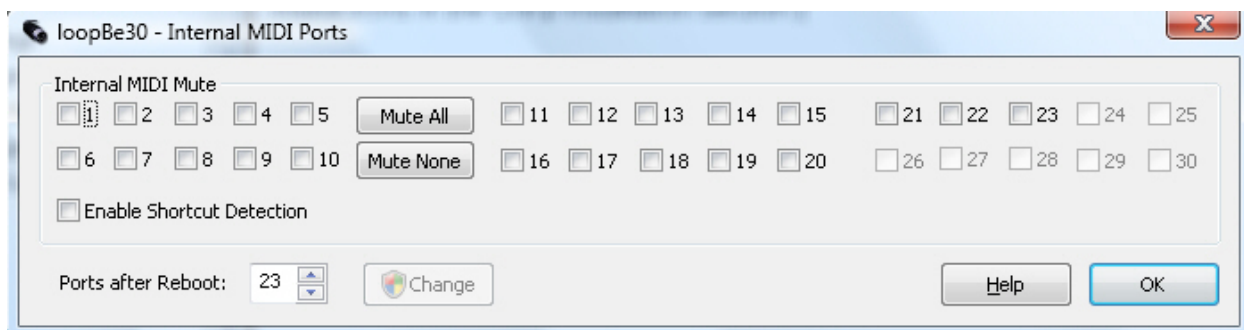 loopBe30 - Internal MIDI Ports
Internal MIDI Mute
1 2 3 4 5 Mute All 11 12 13 14 15 21 22 23 24 25
6 7 8 9 10 Mute None 16 17 18 19 20 26 27 28 29 30
Enable Shortcut Detection
Ports after Reboot: 23 Change Help OK